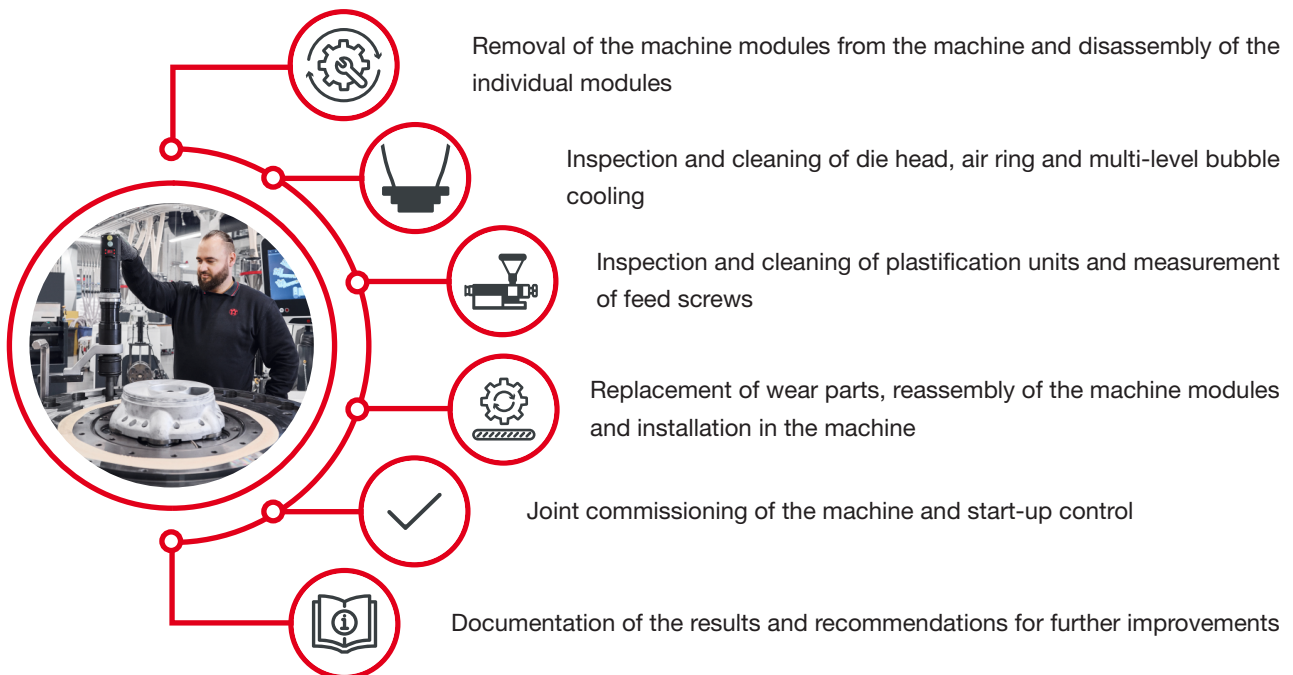 Removal of the machine modules from the machine and disassembly of the
individual modules
Inspection and cleaning of die head, air ring and multi-level bubble
cooling
Inspection and cleaning of plastification units and measurement
of feed screws
Replacement of wear parts, reassembly of the machine modules
and installation in the machine
Joint commissioning of the machine and start-up control
Documentation of the results and recommendations for further improvements